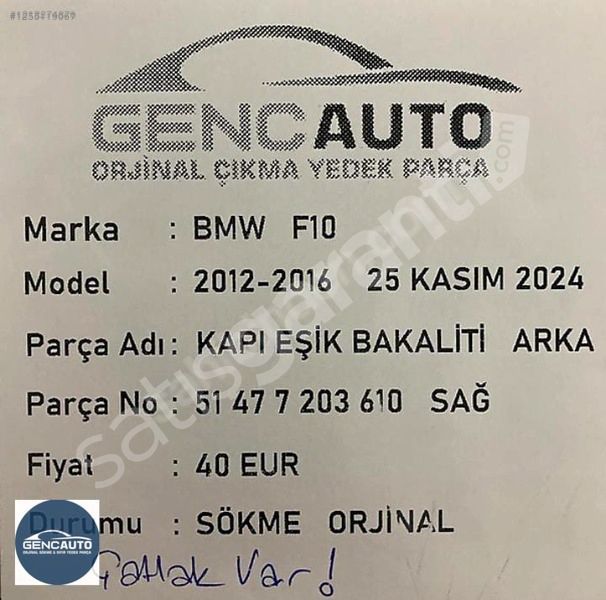 GENCAUTO
ORJİNAL ÇIKMA YEDEK PARÇA
satısgaranti.com
Marka : BMW F10
Model : 2012-2016 25 KASIM 2024
Parça Adı : KAPI EŞİK BAKALİTİ ARKA
Parça No : 51 47 7 203 610 SAĞ
Fiyat : 40 EUR
Durumu : SÖKME ORJİNAL
GENCAUTO
Çatlak Var!